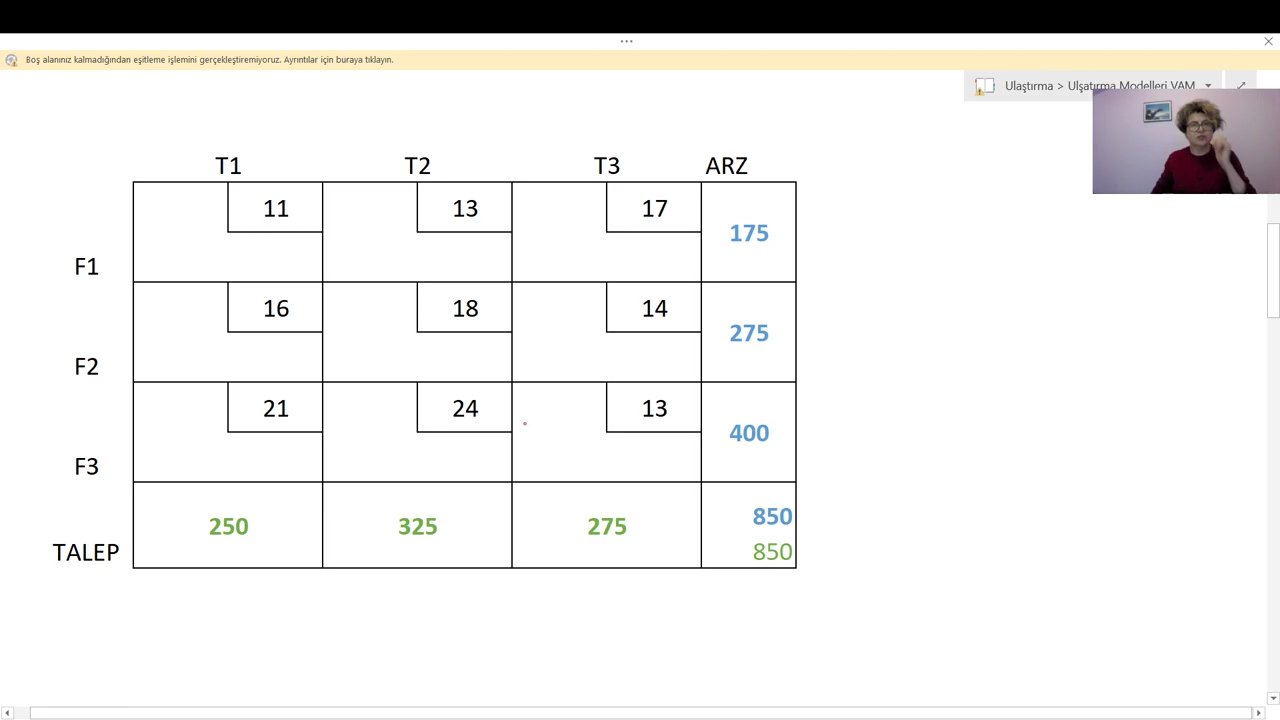 ...
Boş alanınız kalmadığından eşitleme işlemini gerçekleştiremiyoruz. Ayrıntılar için buraya tıklayın.
Ulaştırma > Ulşatırma Modelleri VAM
T1 T2 T3 ARZ
11 13 17 175
F1
16 18 14 275
F2
21 24 13 400
F3
250 325 275 850
TALEP 850